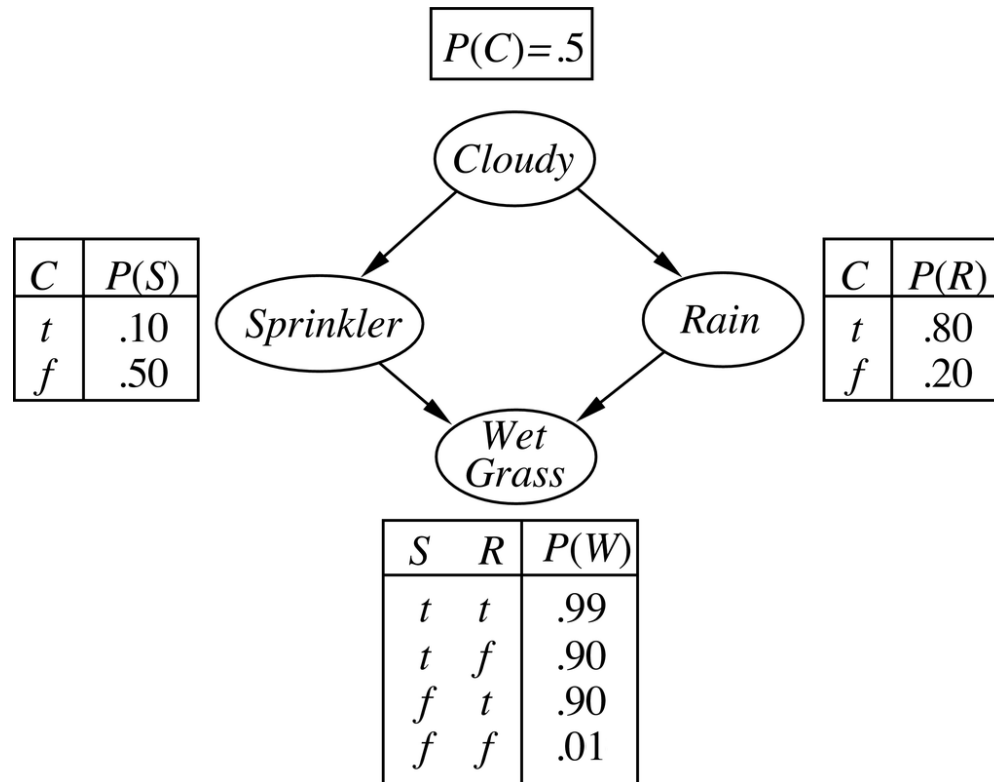 P(C)=.5
Cloudy
C P(S)
t .10
f .50
Sprinkler
Rain
C P(R)
t .80
f .20
Wet
Grass
S R P(W)
t t .99
t f .90
f t .90
f f .01